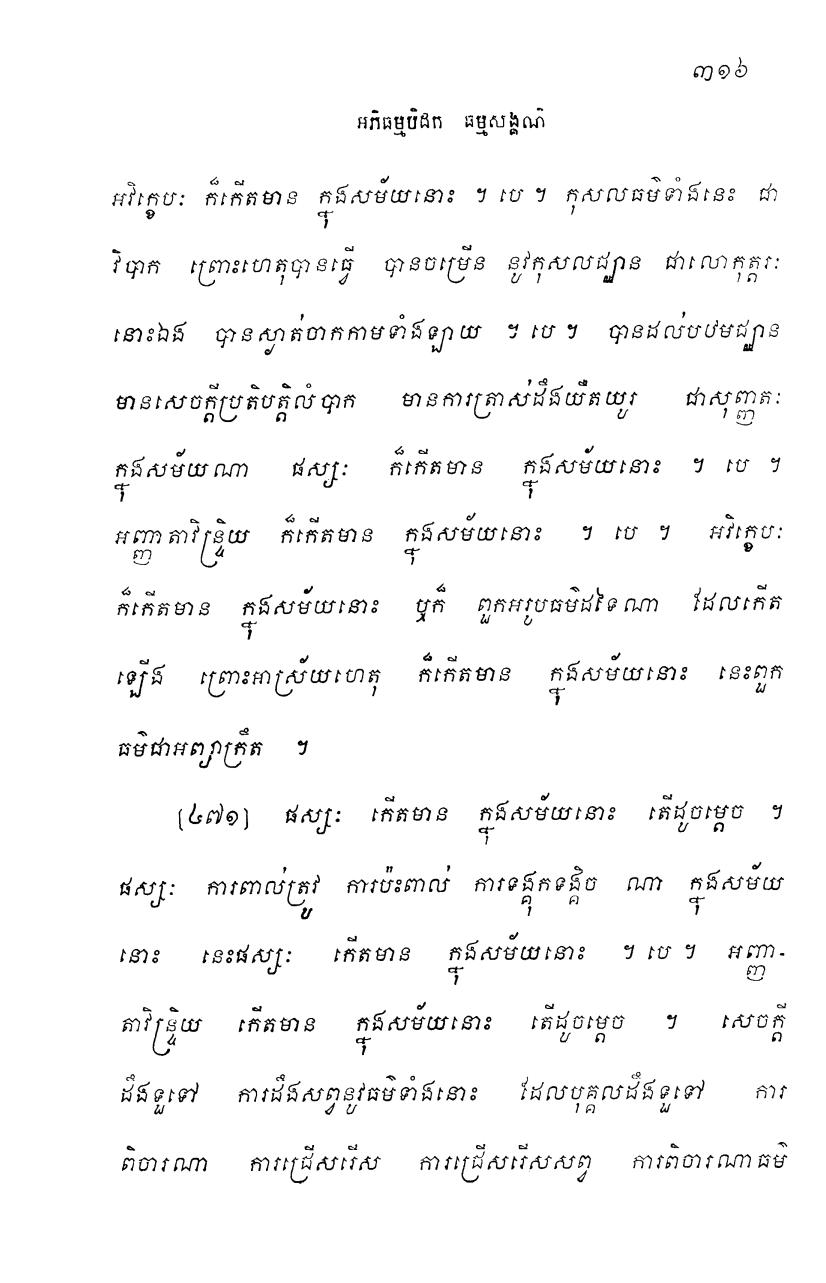 ៣១៦
អភិធម្មបិដក ធម្មសង្គណី
អវិក្ខេបៈ ក៏កើតមាន ក្នុងសម័យនោះ ។ បេ ។ កុសលធម៌ទាំងនេះ ជា
វិបាក ព្រោះហេតុបានធ្វើ បានចម្រើន នូវកុសលជ្ឈាន ជាលោកុត្តរៈ
នោះឯង បានស្ងាត់ចាកកាមទាំងឡាយ ។ បេ ។ បានដល់បឋមជ្ឈាន
មានសេចក្តីប្រតិបត្តិលំបាក មានការត្រាស់ដឹងយឺតយូរ ជាសុញ្ញតៈ
ក្នុងសម័យណា ផស្សៈ ក៏កើតមាន ក្នុងសម័យនោះ ។ បេ ។
អញ្ញាតាវិន្ទ្រិយ ក៏កើតមាន ក្នុងសម័យនោះ ។ បេ ។ អវិក្ខេបៈ
ក៏កើតមាន ក្នុងសម័យនោះ ឬក៏ ពួកអរូបធម៌ដទៃណា ដែលកើត
ឡើង ព្រោះអាស្រ័យហេតុ ក៏កើតមាន ក្នុងសម័យនោះ នេះពួក
ធម៌ជាអព្យាក្រឹត ។
(៤៧១) ផស្សៈ កើតមាន ក្នុងសម័យនោះ តើដូចម្តេច ។
ផស្សៈ ការពាល់ត្រូវ ការប៉ះពាល់ ការទង្គុកទង្គិច ណា ក្នុងសម័យ
នោះ នេះផស្សៈ កើតមាន ក្នុងសម័យនោះ ។ បេ ។ អញ្ញា-
តាវិន្ទ្រិយ កើតមាន ក្នុងសម័យនោះ តើដូចម្តេច ។ សេចក្តី
ដឹងទួទៅ ការដឹងសព្វនូវធម៌ទាំងនោះ ដែលបុគ្គលដឹងទួទៅ ការ
ពិចារណា ការជ្រើសរើស ការជ្រើសរើសសព្វ ការពិចារណាធម៌